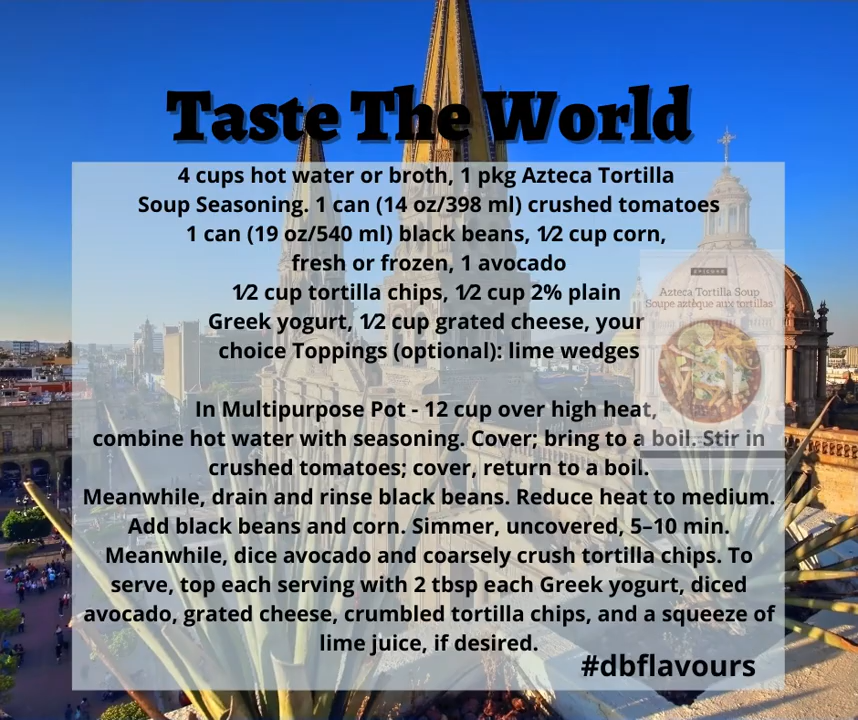 Taste The World
4 cups hot water or broth, 1 pkg Azteca Tortilla
Soup Seasoning. 1 can (14 oz/398 ml) crushed tomatoes
1 can (19 oz/540 ml) black beans, 1⁄2 cup corn,
fresh or frozen, 1 avocado
1⁄2 cup tortilla chips, 1⁄2 cup 2% plain
Greek yogurt, 1⁄2 cup grated cheese, your
choice Toppings (optional): lime wedges
EPICURE
Azteca Tortilla Soup
Soupe aztèque aux tortillas
In Multipurpose Pot - 12 cup over high heat,
combine hot water with seasoning. Cover; bring to a boil. Stir in
crushed tomatoes; cover, return to a boil.
Meanwhile, drain and rinse black beans. Reduce heat to medium.
Add black beans and corn. Simmer, uncovered, 5–10 min.
Meanwhile, dice avocado and coarsely crush tortilla chips. To
serve, top each serving with 2 tbsp each Greek yogurt, diced
avocado, grated cheese, crumbled tortilla chips, and a squeeze of
lime juice, if desired.
#dbflavours